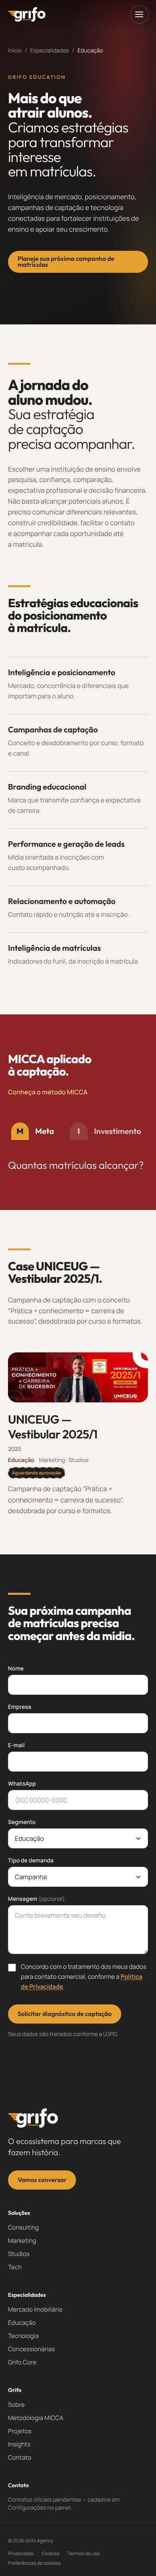 grifo
Início / Especialidades / Educação
GRIFO EDUCATION
Mais do que
atrair alunos.
Criamos estratégias
para transformar
interesse
em matrículas.
Inteligência de mercado, posicionamento,
campanhas de captação e tecnologia
conectadas para fortalecer instituições de
ensino e apoiar seu crescimento.
Planeje sua próxima campanha de
matrículas
A jornada do
aluno mudou.
Sua estratégia
de captação
precisa acompanhar.
Escolher uma instituição de ensino envolve
pesquisa, confiança, comparação,
expectativa profissional e decisão financeira.
Não basta alcançar potenciais alunos. É
preciso comunicar diferenciais relevantes,
construir credibilidade, facilitar o contato
e acompanhar cada oportunidade até
a matrícula.
Estratégias educacionais
do posicionamento
à matrícula.
Inteligência e posicionamento
Mercado, concorrência e diferenciais que
importam para o aluno.
Campanhas de captação
Conceito e desdobramento por curso, formato
e canal.
Branding educacional
Marca que transmite confiança e expectativa
de carreira.
Performance e geração de leads
Mídia orientada a inscrições com
custo acompanhado.
Relacionamento e automação
Contato rápido e nutrição até a inscrição.
Inteligência de matrículas
Indicadores do funil, da inscrição à matrícula.
MICCA aplicado
à captação.
Conheça o método MICCA
M Meta I Investimento
Quantas matrículas alcançar?
Case UNICEUG —
Vestibular 2025/1.
Campanha de captação com o conceito
“Prática + conhecimento = carreira de
sucesso”, desdobrada por curso e formatos.
PRÁTICA +
CONHECIMENTO
= CARREIRA
DE SUCESSO!
VESTIBULARES
2025/1
UNICEUG
UNICEUG —
Vestibular 2025/1
2025
Educação Marketing · Studios
Aguardando aprovação
Campanha de captação “Prática +
conhecimento = carreira de sucesso”,
desdobrada por curso e formatos.
Sua próxima campanha
de matrículas precisa
começar antes da mídia.
Nome
Empresa
E-mail
WhatsApp
(00) 00000-0000
Segmento
Educação
Tipo de demanda
Campanha
Mensagem (opcional)
Conte brevemente seu desafio.
Concordo com o tratamento dos meus dados
para contato comercial, conforme a Política
de Privacidade.
Solicitar diagnóstico de captação
Seus dados são tratados conforme a LGPD.
grifo
O ecossistema para marcas que
fazem história.
Vamos conversar
Soluções
Consulting
Marketing
Studios
Tech
Especialidades
Mercado Imobiliário
Educação
Tecnologia
Concessionárias
Grifo Core
Grifo
Sobre
Metodologia MICCA
Projetos
Insights
Contato
Contato
Contatos oficiais pendentes — cadastre em
Configurações no painel.
© 2026 Grifo Agency
Privacidade Cookies Termos de uso
Preferências de cookies